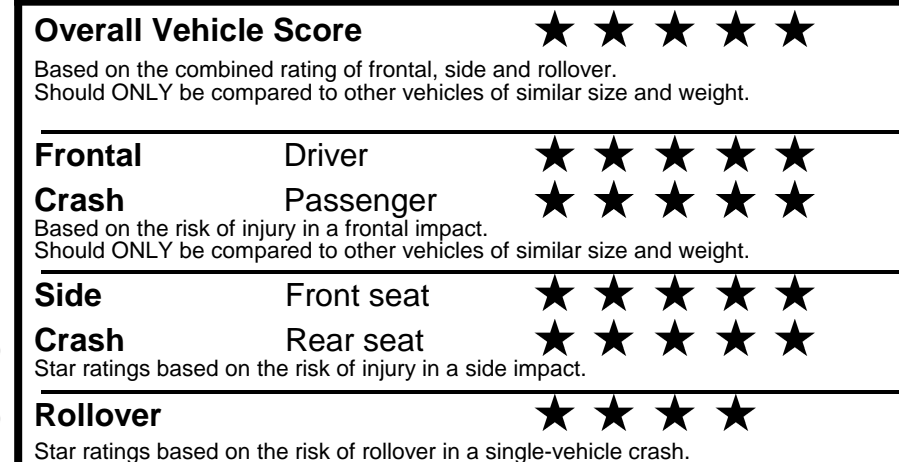 Overall Vehicle Score ★ ★ ★ ★ ★
Based on the combined rating of frontal, side and rollover.
Should ONLY be compared to other vehicles of similar size and weight.
Frontal Driver ★ ★ ★ ★ ★
Crash Passenger ★ ★ ★ ★ ★
Based on the risk of injury in a frontal impact.
Should ONLY be compared to other vehicles of similar size and weight.
Side Front seat ★ ★ ★ ★ ★
Crash Rear seat ★ ★ ★ ★ ★
Star ratings based on the risk of injury in a side impact.
Rollover ★ ★ ★ ★
Star ratings based on the risk of rollover in a single-vehicle crash.